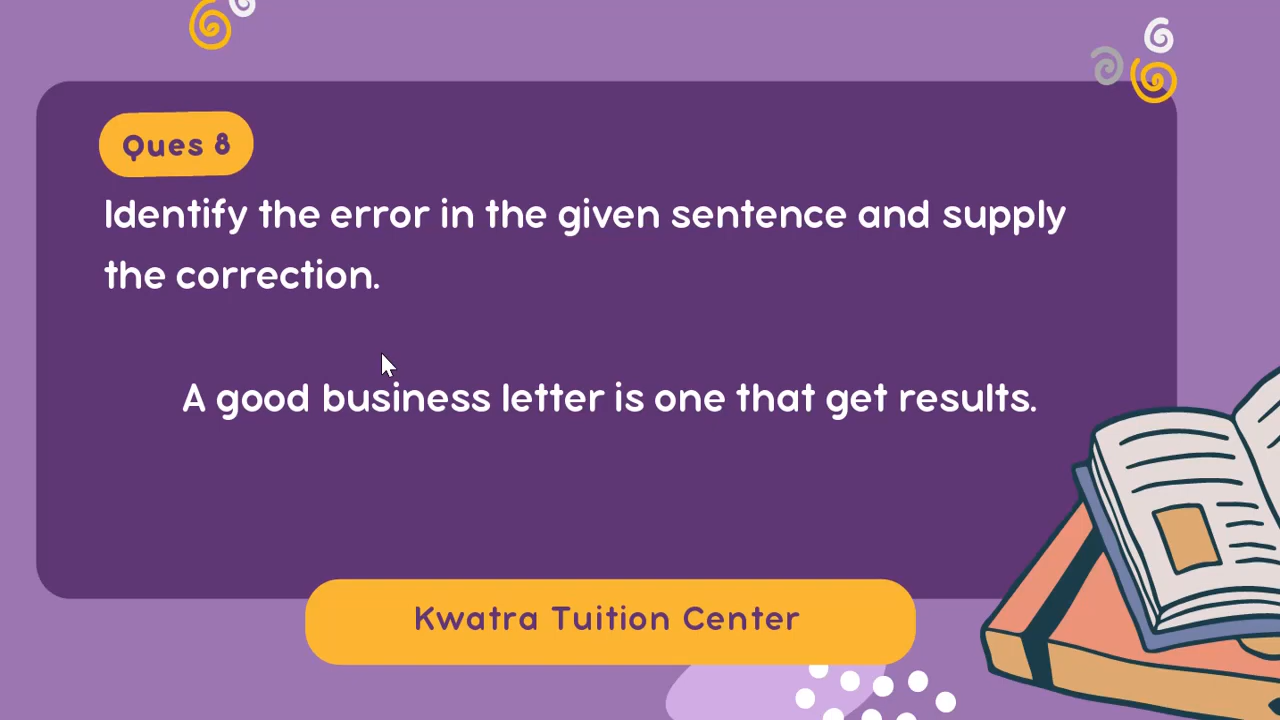 Ques 8
Identify the error in the given sentence and supply
the correction.
A good business letter is one that get results.
Kwatra Tuition Center